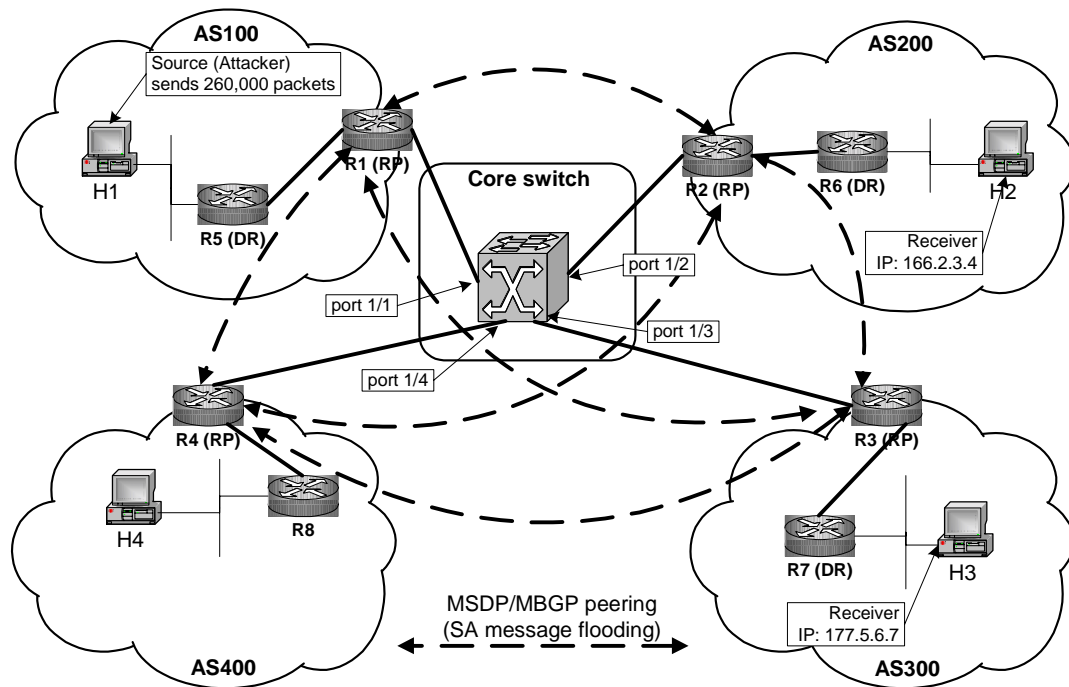 AS100
Source (Attacker)
sends 260,000 packets
H1
R5 (DR)
R1 (RP)
AS200
R2 (RP)
R6 (DR)
H2
Receiver
IP: 166.2.3.4
Core switch
port 1/1
port 1/2
port 1/3
port 1/4
R4 (RP)
H4
R8
AS400
R3 (RP)
R7 (DR)
H3
Receiver
IP: 177.5.6.7
AS300
MSDP/MBGP peering
(SA message flooding)